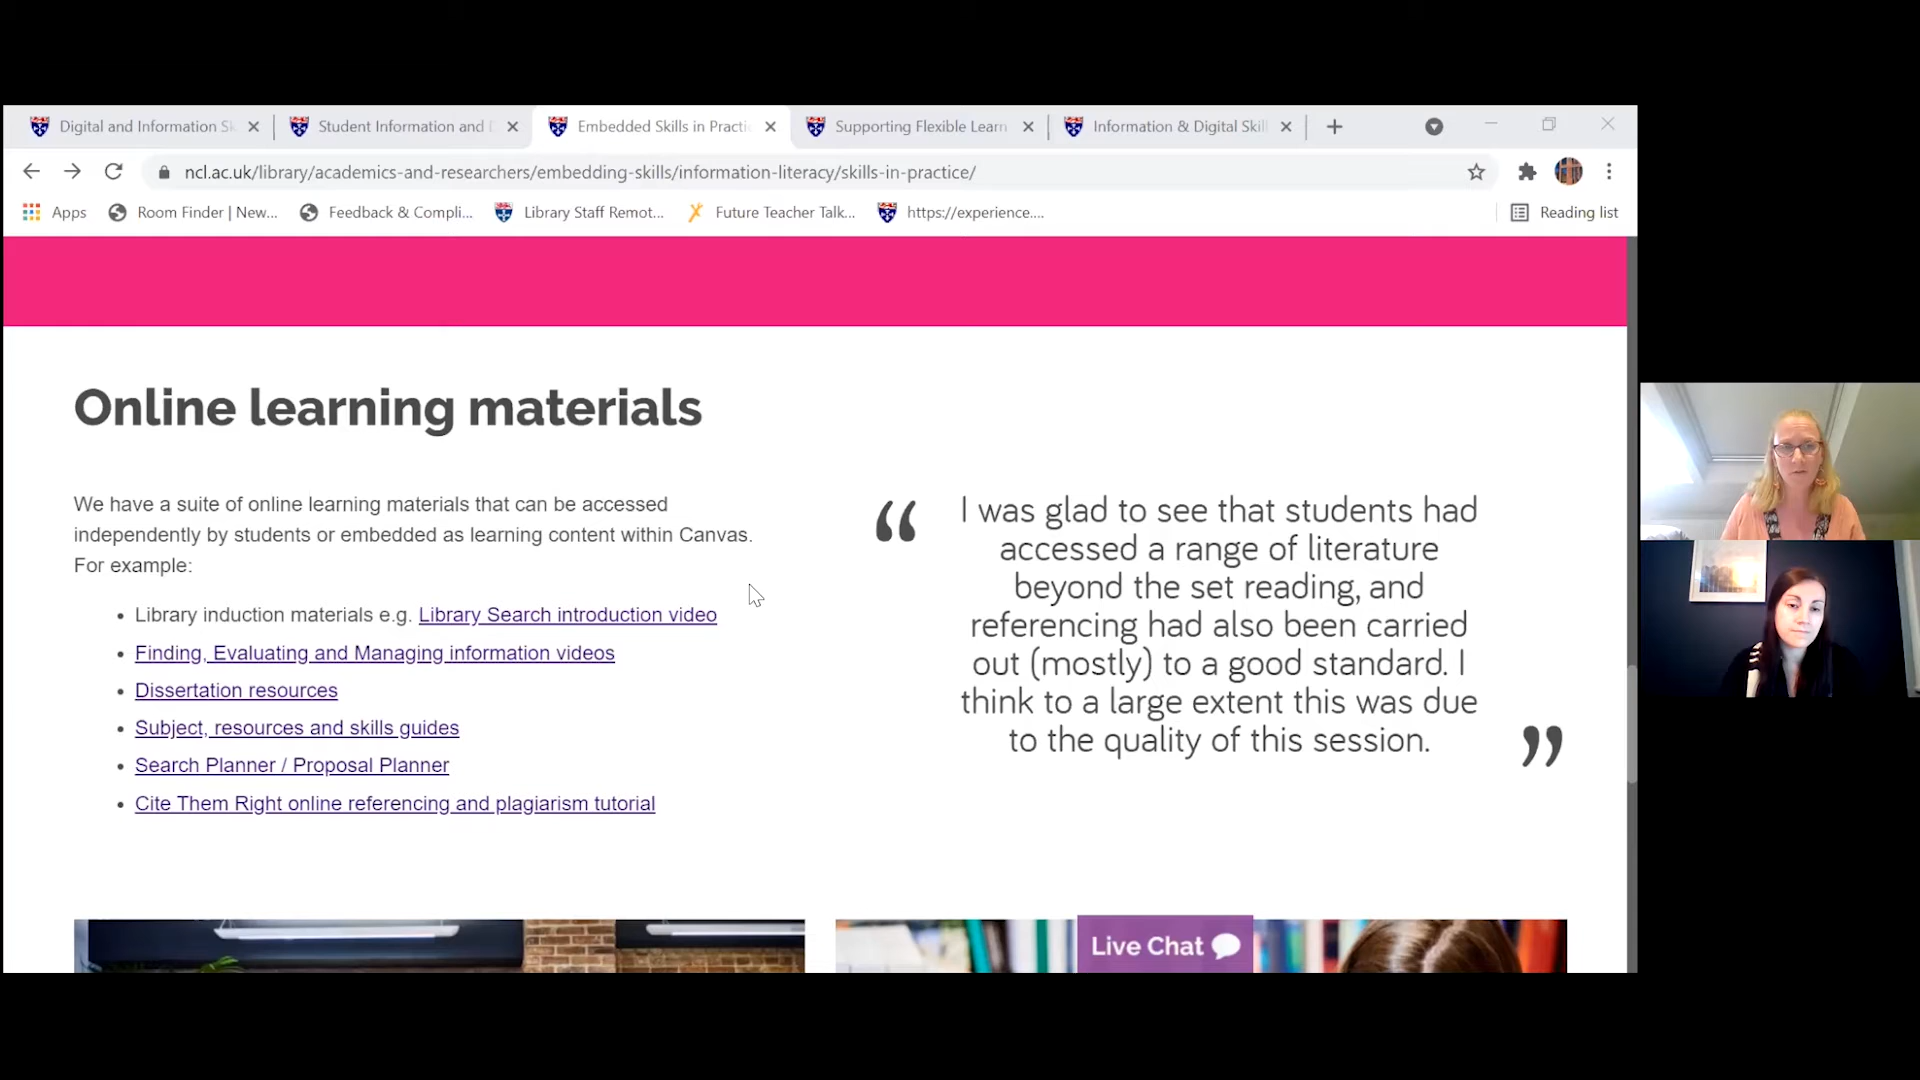 Digital and Information Sk
Student Information and D
Embedded Skills in Practi
Supporting Flexible Learn
Information & Digital Skil
ncl.ac.uk/library/academics-and-researchers/embedding-skills/information-literacy/skills-in-practice/
Apps
Room Finder | New...
Feedback & Compli...
Library Staff Remot...
Future Teacher Talk...
https://experience....
Reading list
Online learning materials
We have a suite of online learning materials that can be accessed
independently by students or embedded as learning content within Canvas.
For example:
• Library induction materials e.g. Library Search introduction video
• Finding, Evaluating and Managing information videos
• Dissertation resources
• Subject, resources and skills guides
• Search Planner / Proposal Planner
• Cite Them Right online referencing and plagiarism tutorial
“ I was glad to see that students had
accessed a range of literature
beyond the set reading, and
referencing had also been carried
out (mostly) to a good standard. I
think to a large extent this was due
to the quality of this session. ”
Live Chat